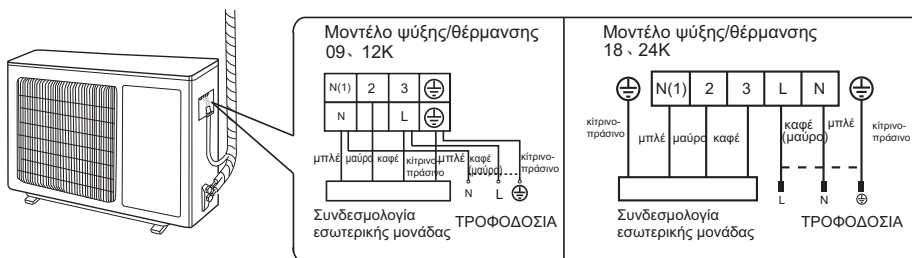 Μοντέλο ψύξης/θέρμανσης
09、12K
N(1) 2 3
N L
μπλέ μαύρο καφέ κίτρινο-πράσινο μπλέ καφέ (μαύρο) κίτρινο-πράσινο
N L
Συνδεσμολογία
εσωτερικής μονάδας
ΤΡΟΦΟΔΟΣΙΑ
Μοντέλο ψύξης/θέρμανσης
18、24K
N(1) 2 3 L N
κίτρινο-πράσινο μπλέ μαύρο καφέ καφέ (μαύρο) μπλέ κίτρινο-πράσινο
L N
Συνδεσμολογία
εσωτερικής μονάδας
ΤΡΟΦΟΔΟΣΙΑ